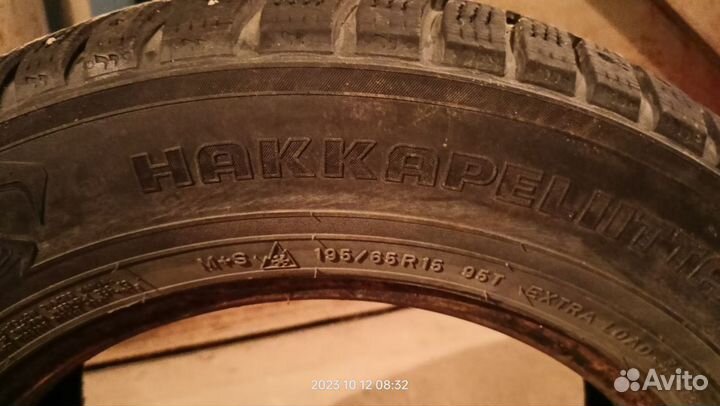 HAKKAPELIITTA
M+S 195/65R15 95T EXTRA LOAD
2023 10 12 08:32
Avito